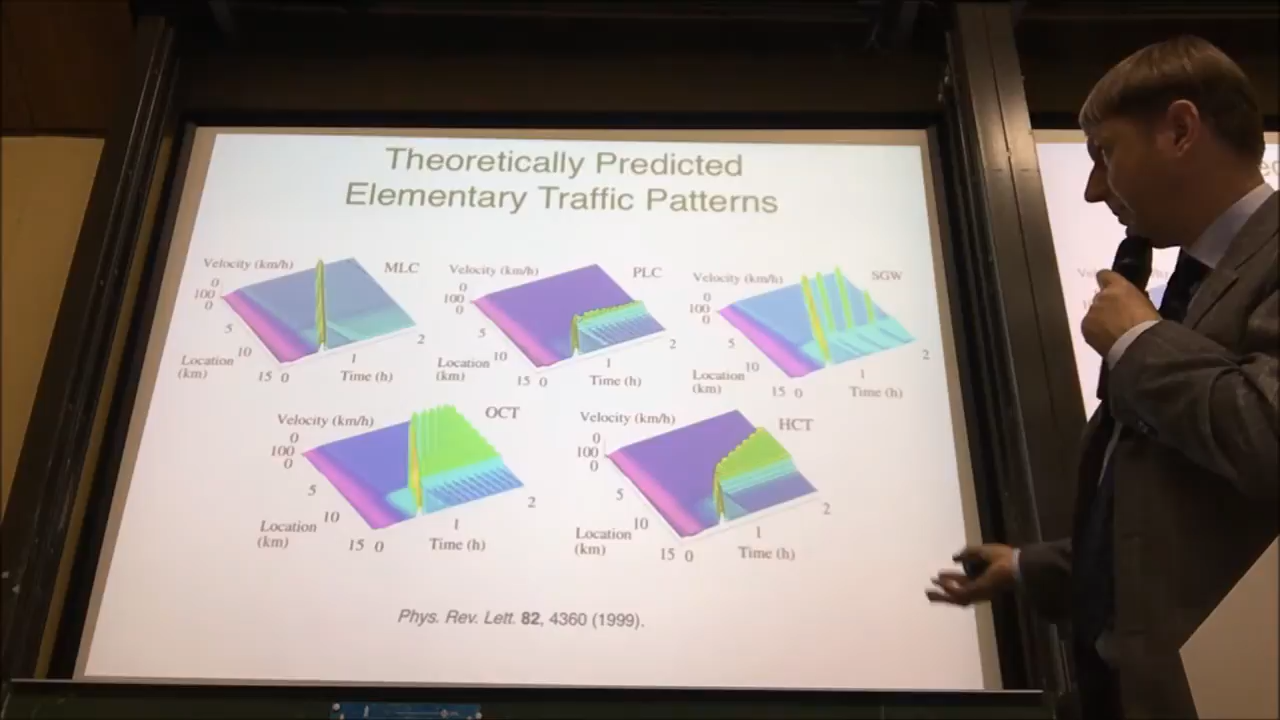 Theoretically Predicted
Elementary Traffic Patterns
Velocity (km/h)
MLC
0
100
0
5
10
15
Location
(km)
0
1
2
Time (h)
Velocity (km/h)
PLC
0
100
0
5
10
15
Location
(km)
0
1
2
Time (h)
Velocity (km/h)
SGW
0
100
0
5
10
15
Location
(km)
0
1
2
Time (h)
Velocity (km/h)
OCT
0
100
0
5
10
15
Location
(km)
0
1
2
Time (h)
Velocity (km/h)
HCT
0
100
0
5
10
15
Location
(km)
0
1
2
Time (h)
Phys. Rev. Lett. 82, 4360 (1999).